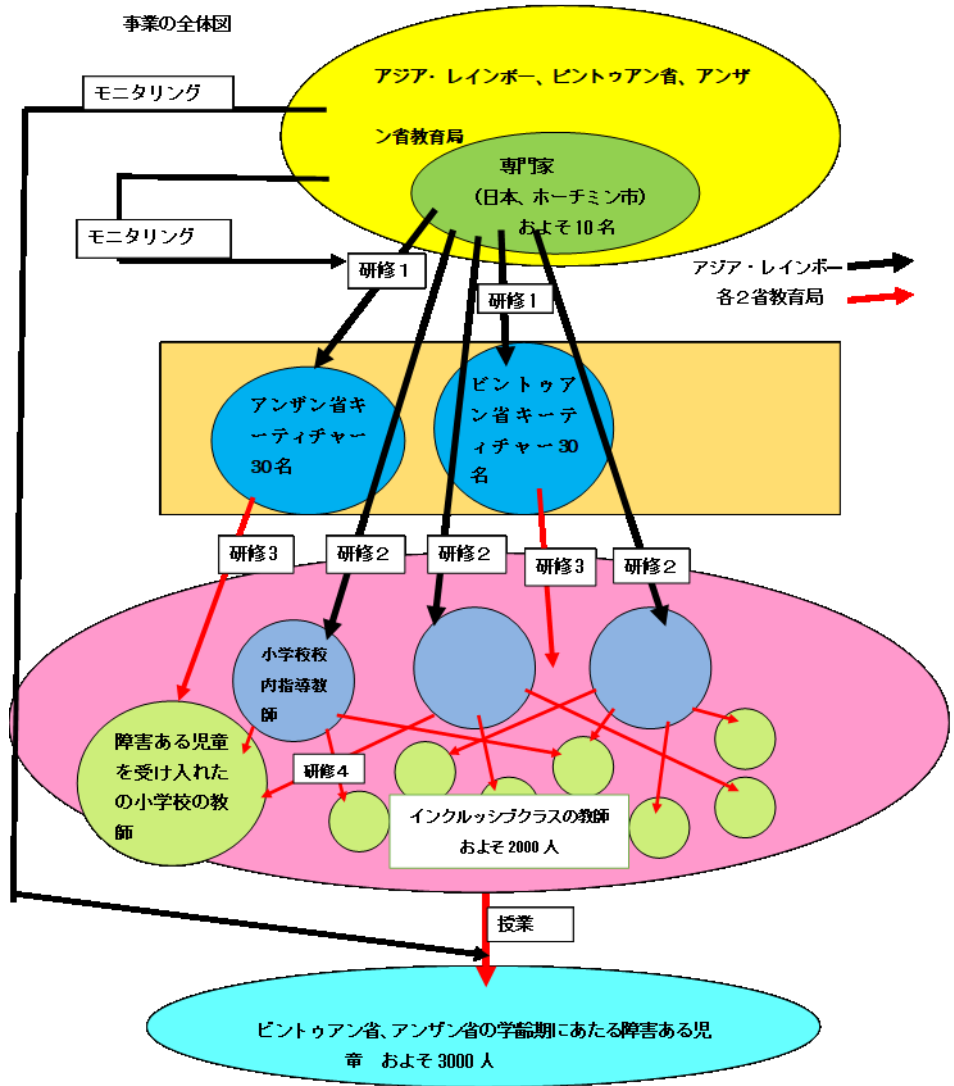 事業の全体図
モニタリング
アジア・レインボー、ビントゥアン省、アンザ
ン省教育局
専門家
(日本、ホーチミン市)
およそ10名
モニタリング
研修1
研修1
アジア・レインボー
各2省教育局
アンザン省キ
ーティチャー
30名
ビントゥア
ン省キーテ
ィチャー30
名
研修3
研修2
研修2
研修3
研修2
小学校校
内指導教
師
障害ある児童
を受け入れた
の小学校の教
師
研修4
インクルッシブクラスの教師
およそ2000人
授業
ビントゥアン省、アンザン省の学齢期にあたる障害ある児
童 およそ3000人